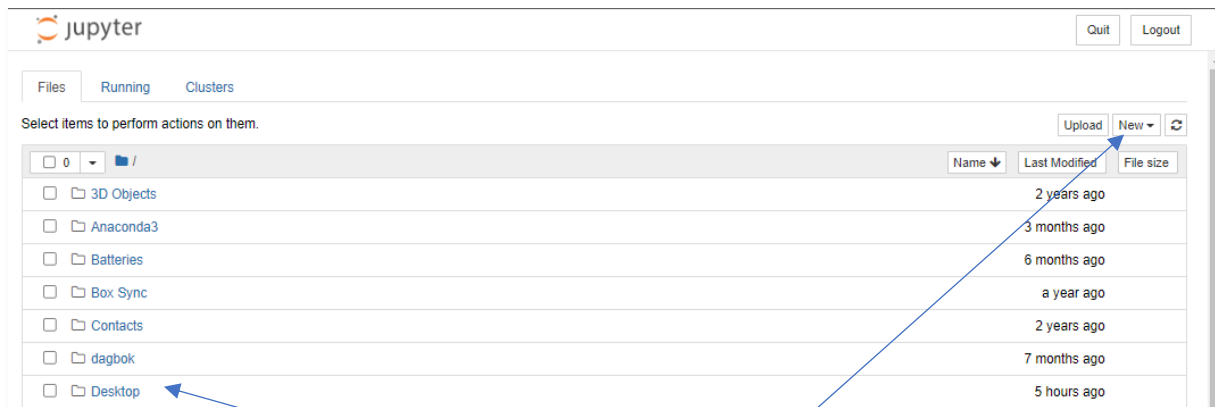 jupyter Quit Logout
Files Running Clusters
Select items to perform actions on them. Upload New
0 / Name Last Modified File size
3D Objects 2 years ago
Anaconda3 3 months ago
Batteries 6 months ago
Box Sync a year ago
Contacts 2 years ago
dagbok 7 months ago
Desktop 5 hours ago